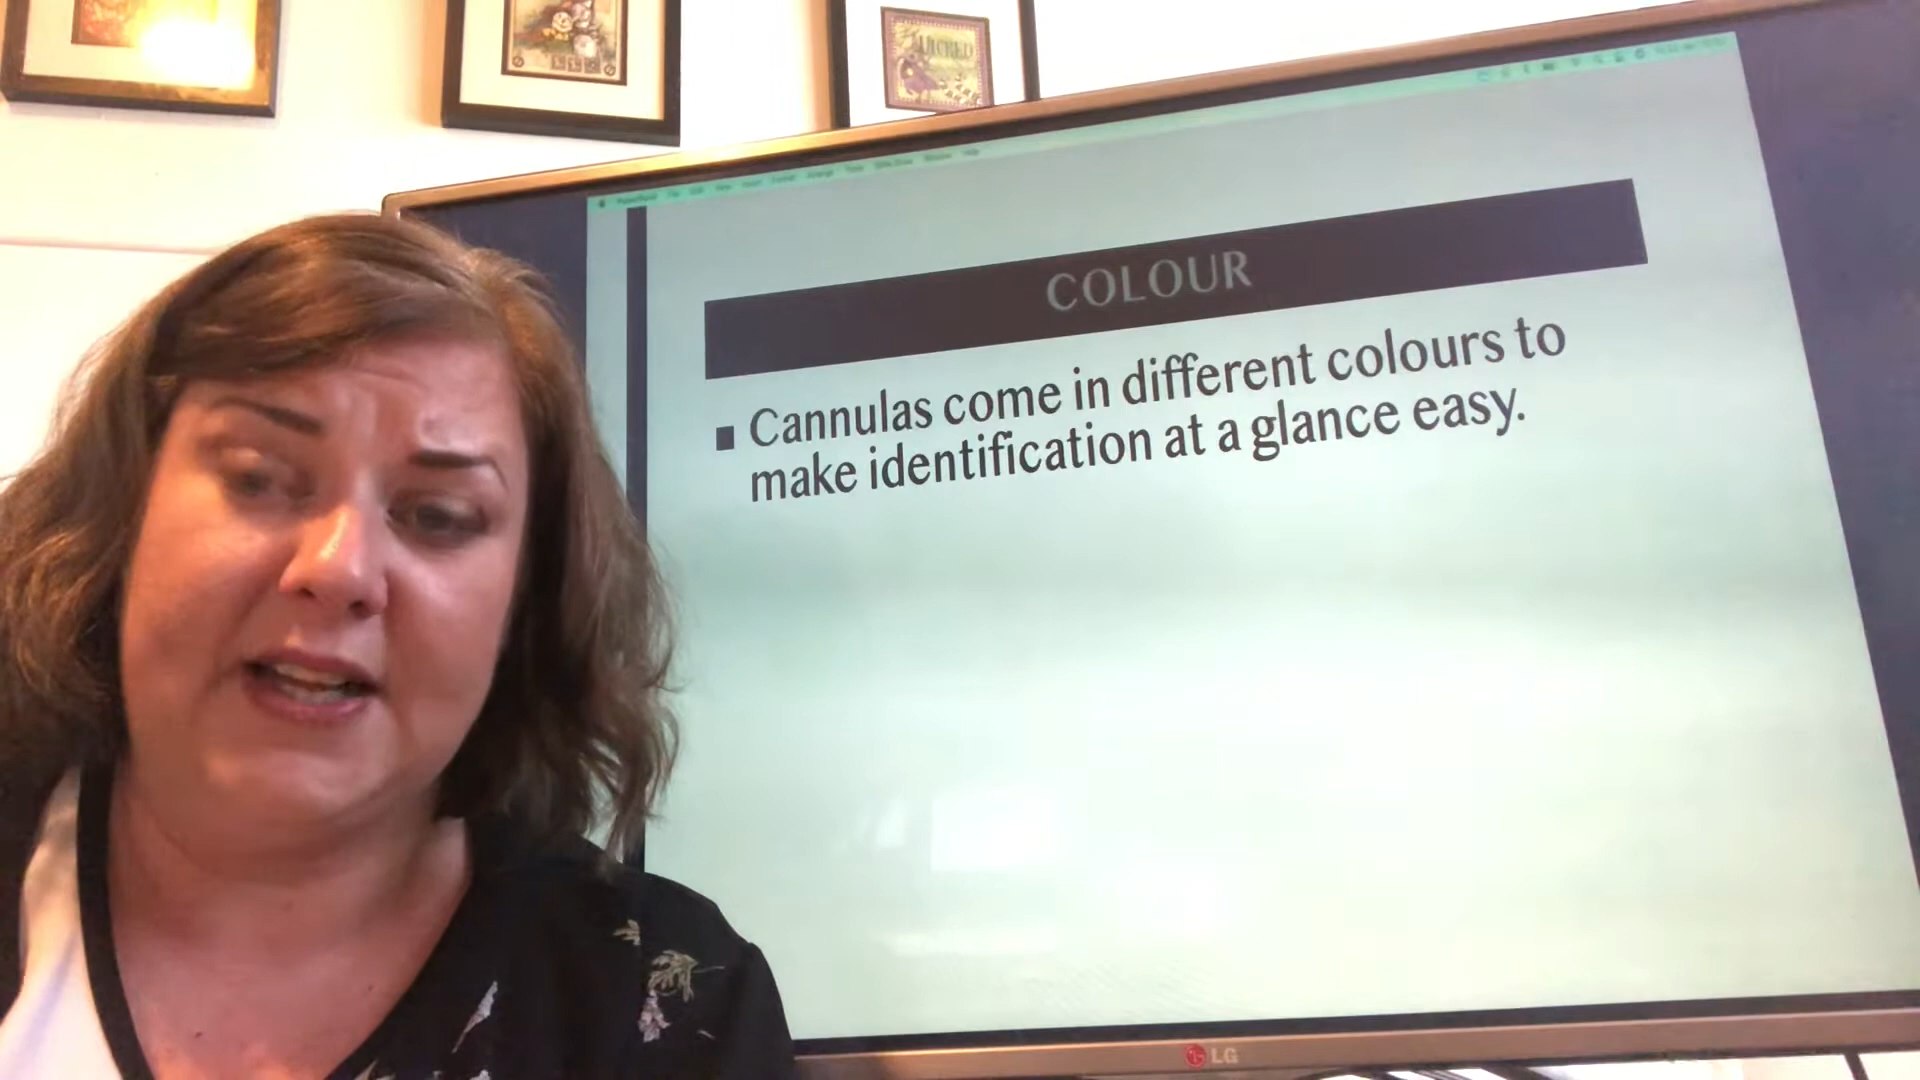 COLOUR
Cannulas come in different colours to
make identification at a glance easy.
LG